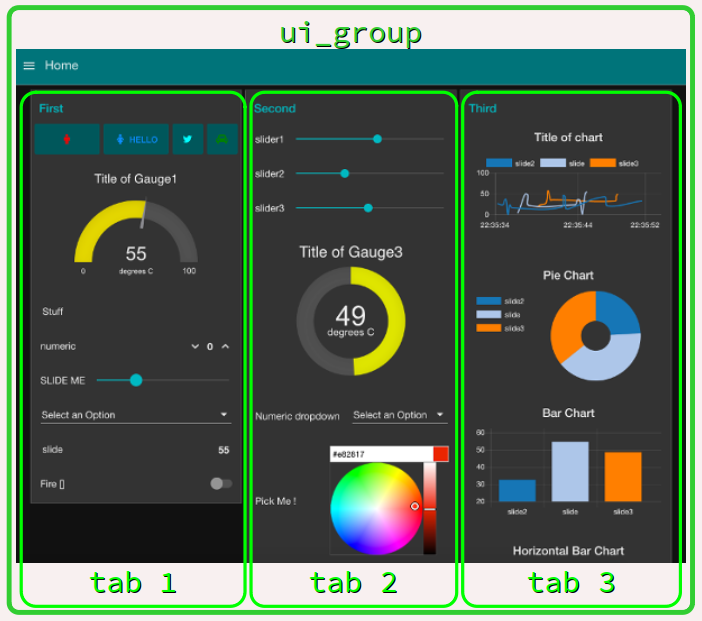 ui_group
Home
First
HELLO
Title of Gauge1
55
0 degrees C 100
Stuff
numeric 0
SLIDE ME
Select an Option
slide 55
Fire []
tab 1
Second
slider1
slider2
slider3
Title of Gauge3
49
degrees C
Numeric dropdown Select an Option
#e82817
Pick Me !
tab 2
Third
Title of chart
slide2 slide slide3
100
50
0
22:35:34 22:35:44 22:35:52
Pie Chart
slide2
slide
slide3
Bar Chart
60
50
40
30
20
slide2 slide slide3
Horizontal Bar Chart
tab 3